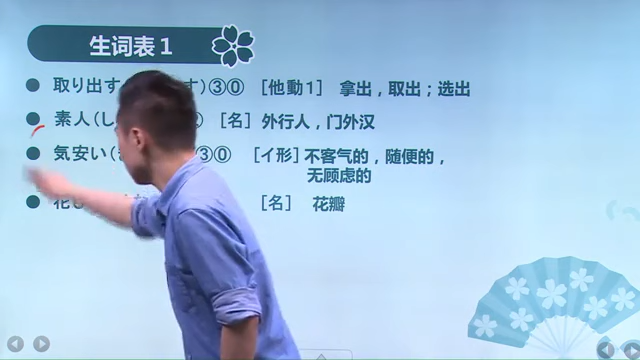 生词表1
取り出す す)③⓪ [他動1] 拿出，取出；选出
素人(し [名] 外行人，门外汉
気安い( ③⓪ [イ形] 不客气的，随便的，
无顾虑的
花 [名] 花瓣